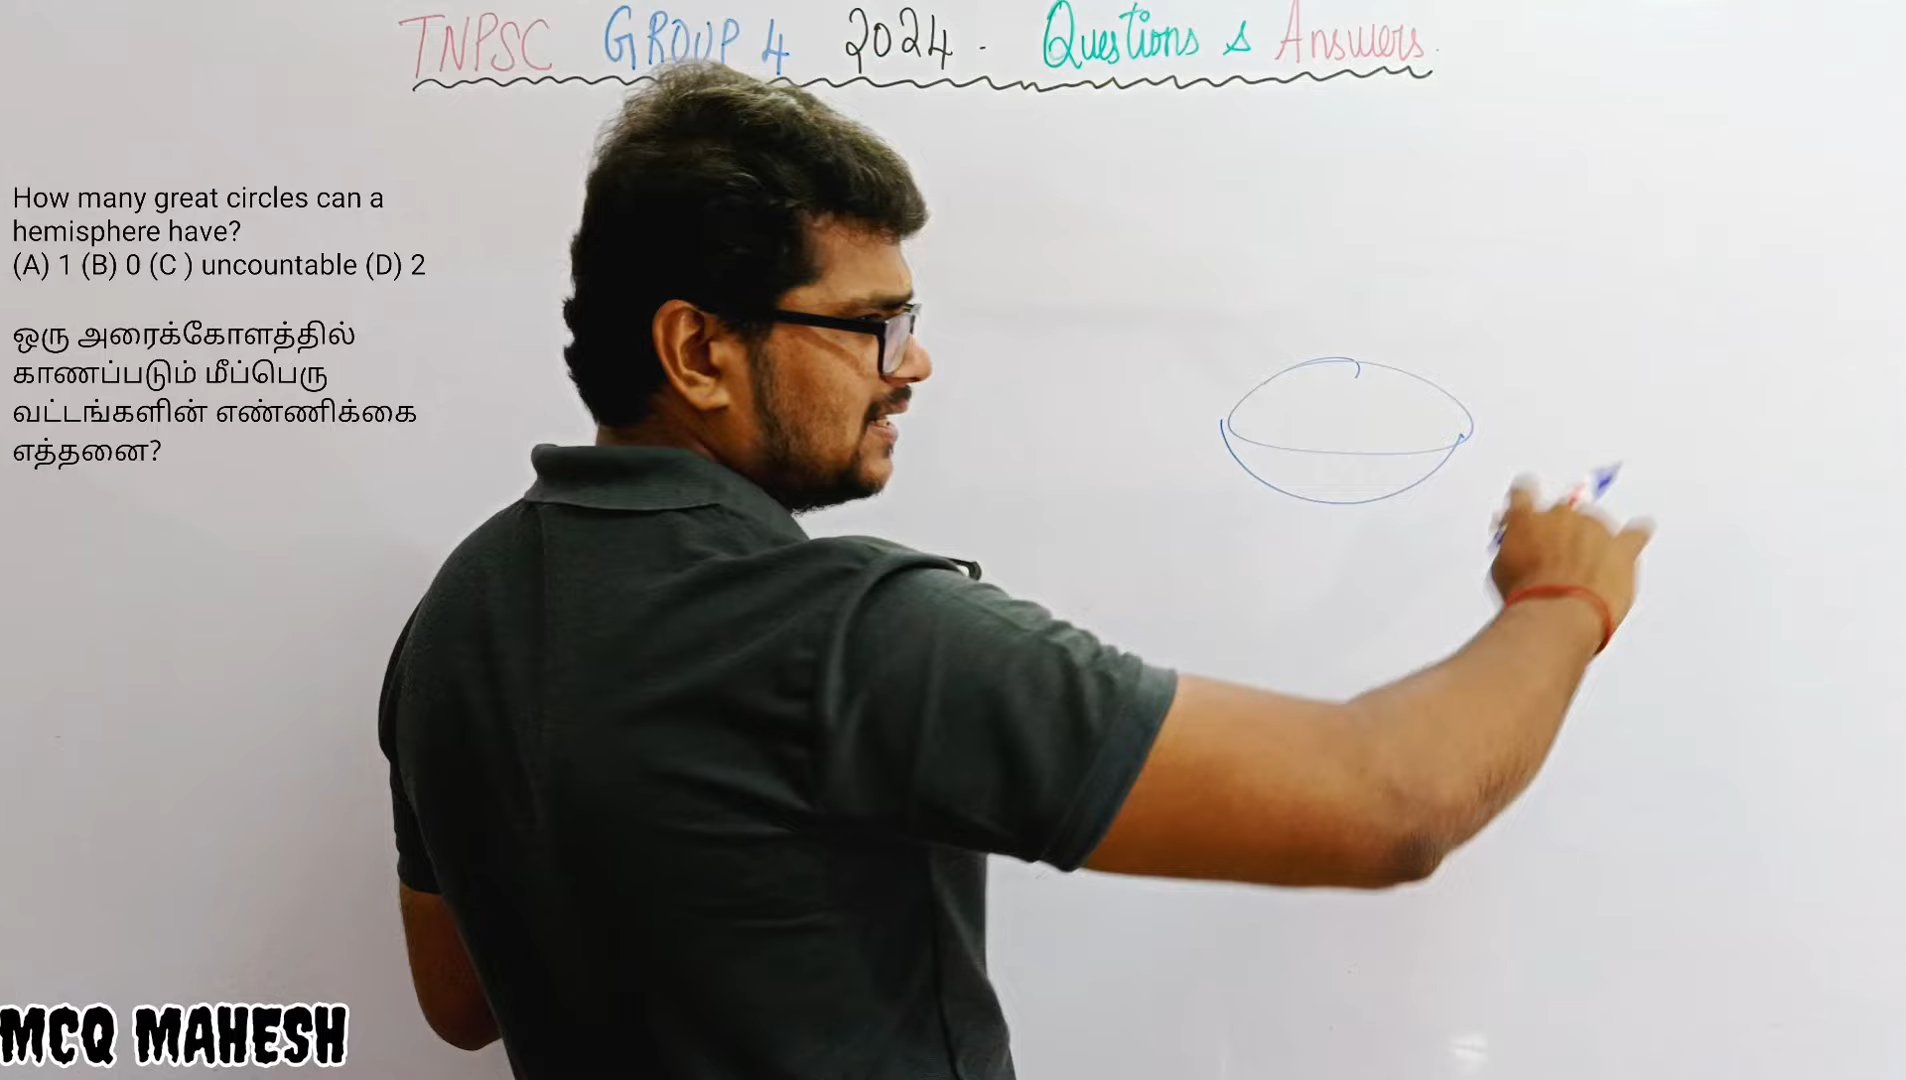 TNPSC GROUP 4 2024. Questions & Answers.
How many great circles can a
hemisphere have?
(A) 1 (B) 0 (C ) uncountable (D) 2
ஒரு அரைக்கோளத்தில்
காணப்படும் மீப்பெரு
வட்டங்களின் எண்ணிக்கை
எத்தனை?
MCQ MAHESH